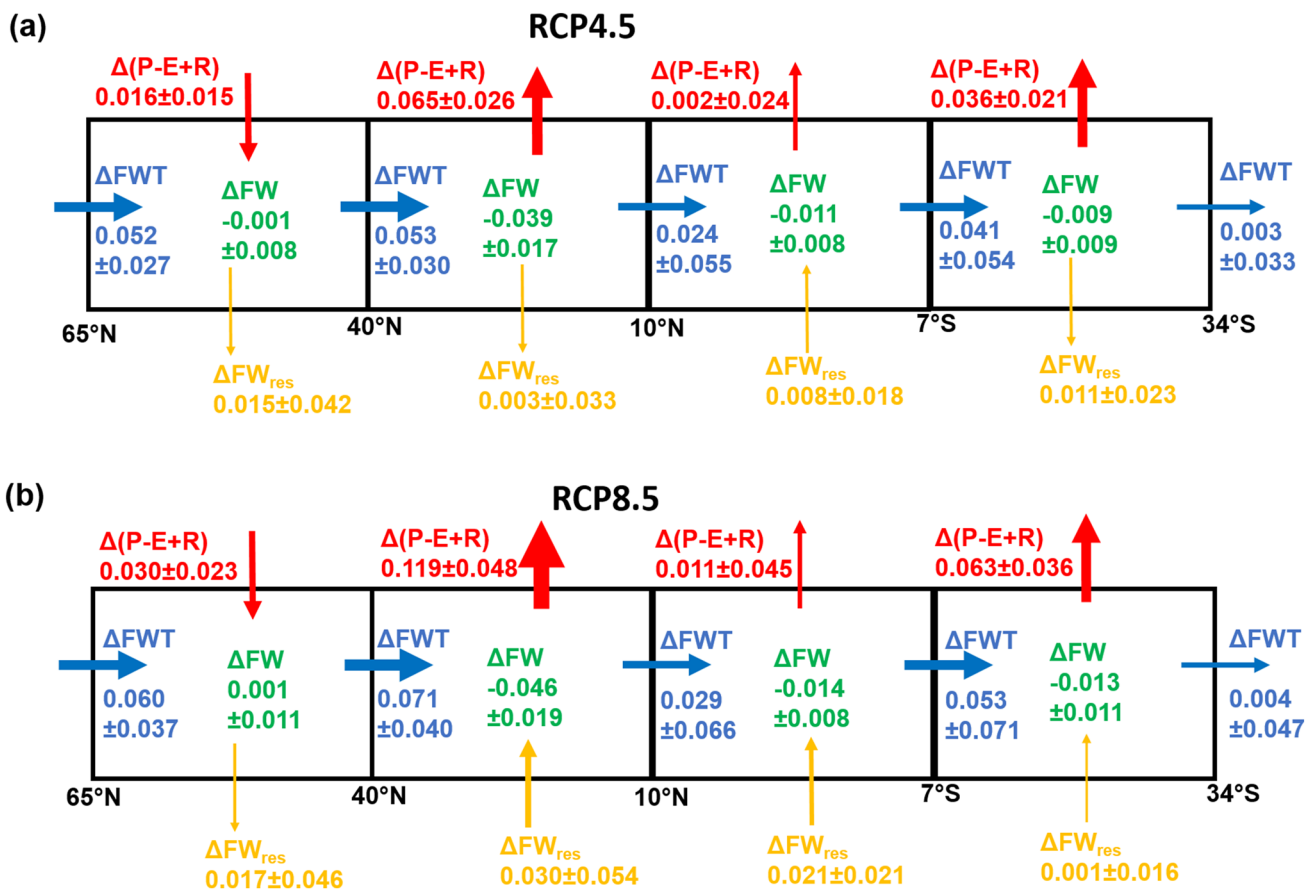 (a)
RCP4.5
Δ(P-E+R)
0.016±0.015
Δ(P-E+R)
0.065±0.026
Δ(P-E+R)
0.002±0.024
Δ(P-E+R)
0.036±0.021
ΔFWT
0.052
±0.027
ΔFW
-0.001
±0.008
ΔFWT
0.053
±0.030
ΔFW
-0.039
±0.017
ΔFWT
0.024
±0.055
ΔFW
-0.011
±0.008
ΔFWT
0.041
±0.054
ΔFW
-0.009
±0.009
ΔFWT
0.003
±0.033
65°N
40°N
10°N
7°S
34°S
ΔFWres
0.015±0.042
ΔFWres
0.003±0.033
ΔFWres
0.008±0.018
ΔFWres
0.011±0.023
(b)
RCP8.5
Δ(P-E+R)
0.030±0.023
Δ(P-E+R)
0.119±0.048
Δ(P-E+R)
0.011±0.045
Δ(P-E+R)
0.063±0.036
ΔFWT
0.060
±0.037
ΔFW
0.001
±0.011
ΔFWT
0.071
±0.040
ΔFW
-0.046
±0.019
ΔFWT
0.029
±0.066
ΔFW
-0.014
±0.008
ΔFWT
0.053
±0.071
ΔFW
-0.013
±0.011
ΔFWT
0.004
±0.047
65°N
40°N
10°N
7°S
34°S
ΔFWres
0.017±0.046
ΔFWres
0.030±0.054
ΔFWres
0.021±0.021
ΔFWres
0.001±0.016